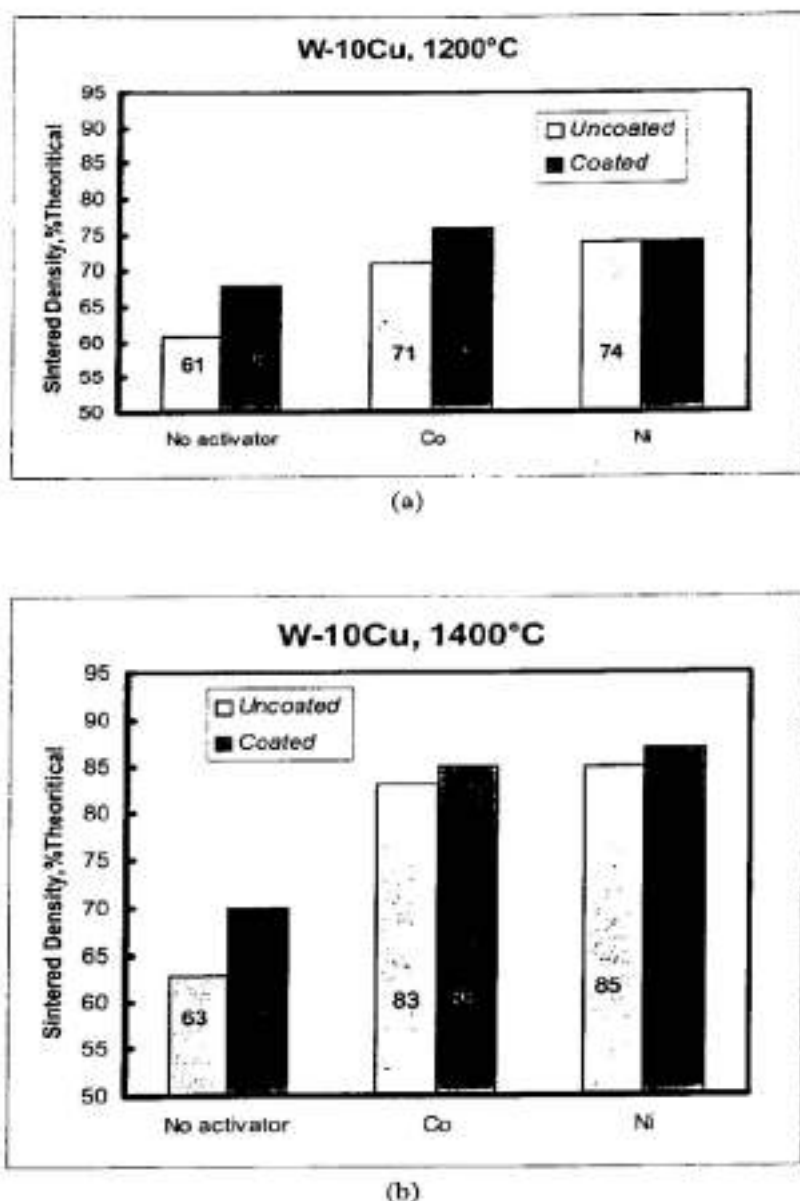 W-10Cu, 1200°C
Sintered Density, %Theoritical
95
90
85
80
75
70
65
60
55
50
Uncoated
Coated
61
71
74
No activator Co Ni
(a)
W-10Cu, 1400°C
Sintered Density, %Theoritical
95
90
85
80
75
70
65
60
55
50
Uncoated
Coated
63
83
85
No activator Co Ni
(b)